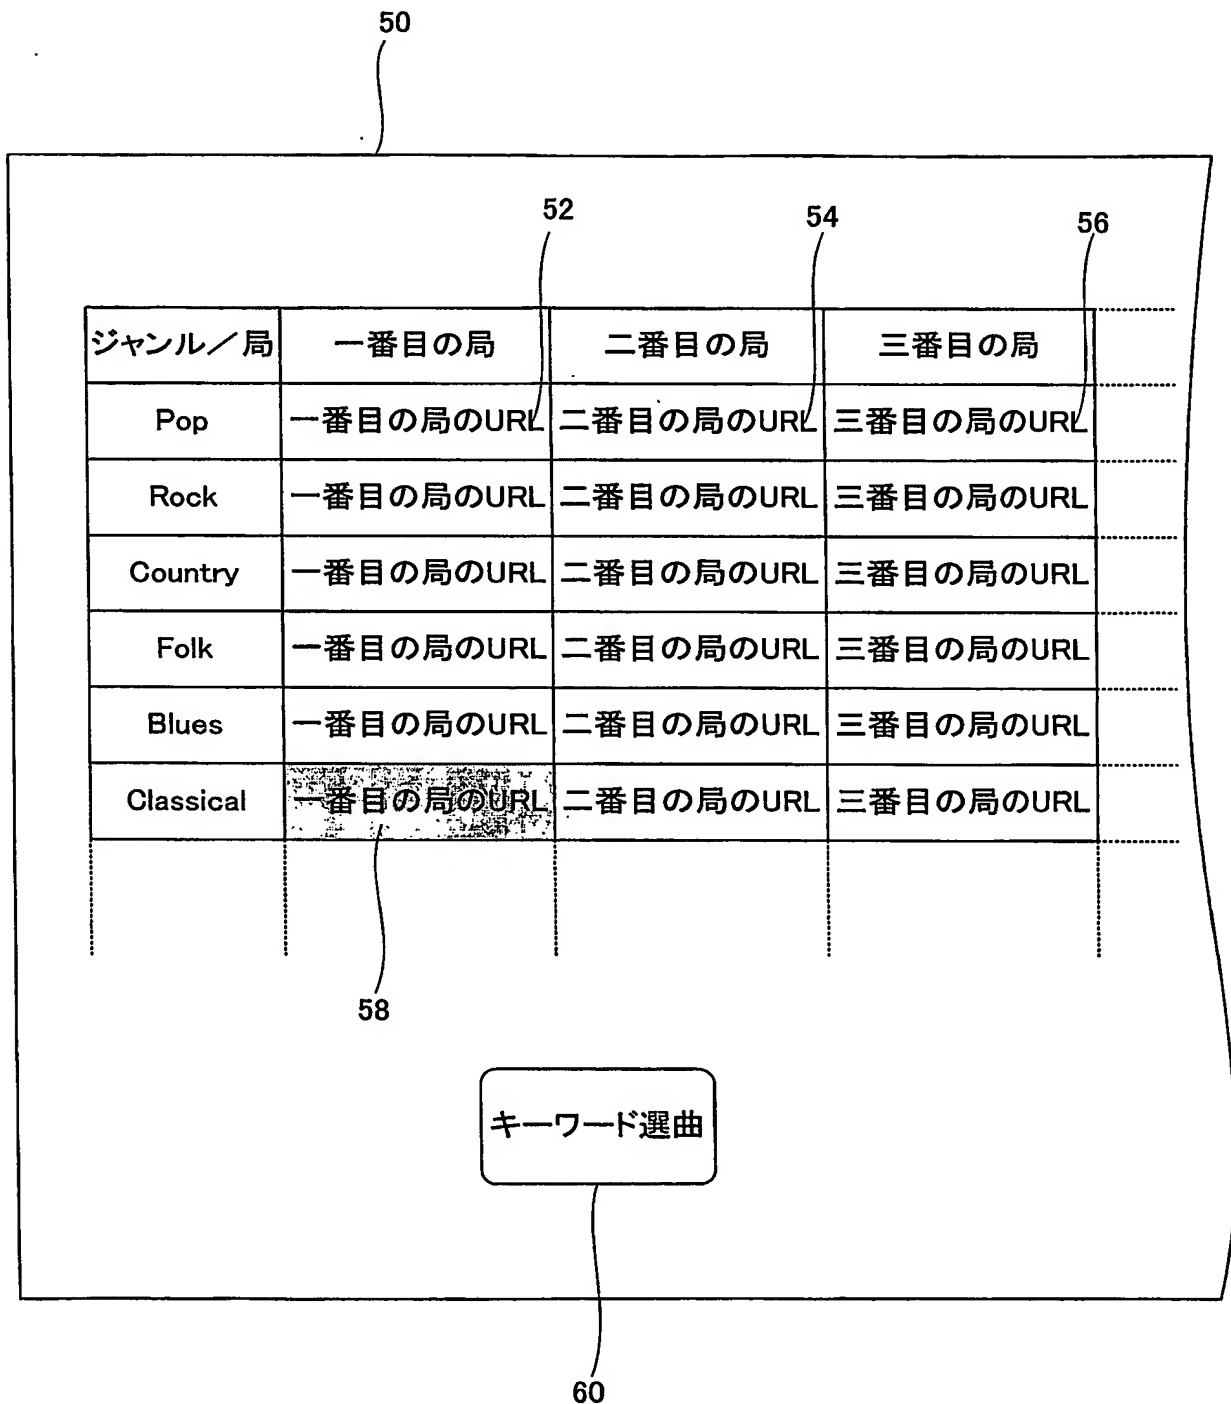 50
52 54 56
ジャンル/局 一番目の局 二番目の局 三番目の局
Pop 一番目の局のURL 二番目の局のURL 三番目の局のURL
Rock 一番目の局のURL 二番目の局のURL 三番目の局のURL
Country 一番目の局のURL 二番目の局のURL 三番目の局のURL
Folk 一番目の局のURL 二番目の局のURL 三番目の局のURL
Blues 一番目の局のURL 二番目の局のURL 三番目の局のURL
Classical 一番目の局のURL 二番目の局のURL 三番目の局のURL
58
キーワード選曲
60